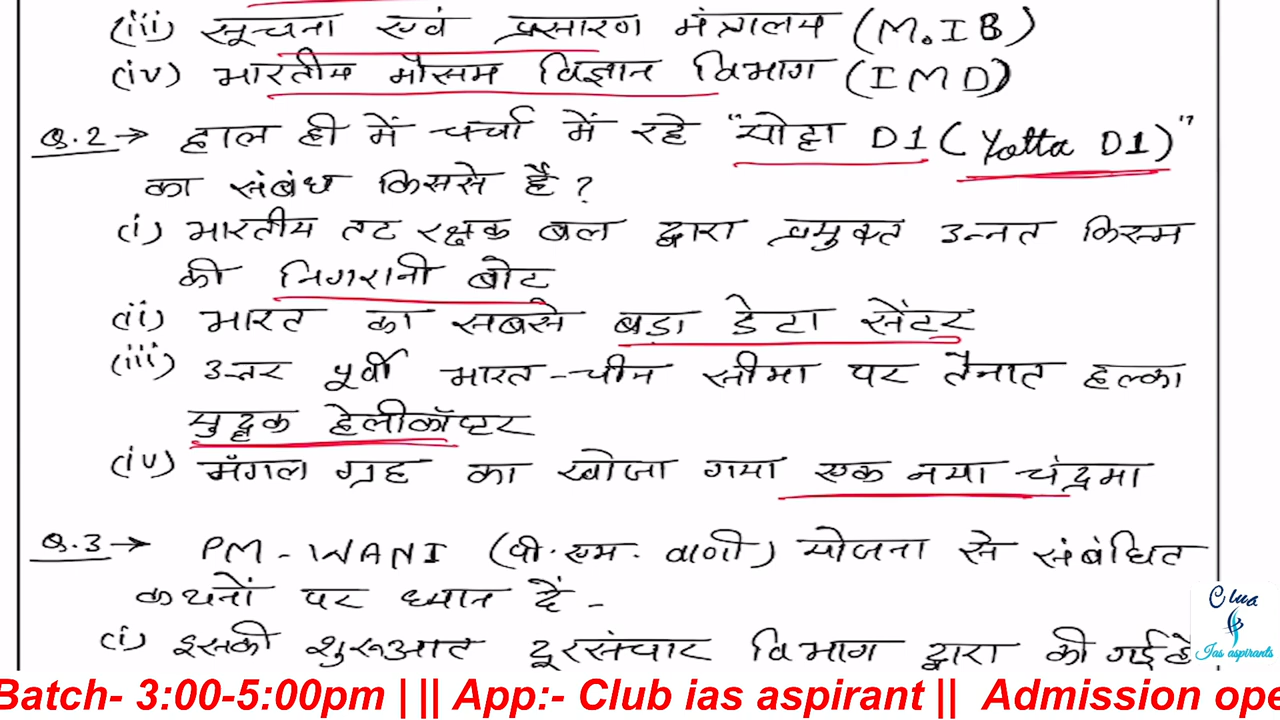 (iii) सूचना एवं प्रसारण मंत्रालय (M.IB)
(iv) भारतीय मौसम विज्ञान विभाग (IMD)
Q.2→ हाल ही में चर्चा में रहे "योट्टा D1 (Yotta D1)"
का संबंध किससे है?
(i) भारतीय तट रक्षक बल द्वारा प्रयुक्त उन्नत किस्म
की निगरानी बोट
(ii) भारत का सबसे बड़ा डेटा सेंटर
(iii) उत्तर पूर्वी भारत-चीन सीमा पर तैनात हल्का
युद्धक हेलीकॉप्टर
(iv) मंगल ग्रह का खोजा गया एक नया चंद्रमा
Q.3→ PM-WANI (पी.एम. वाणी) योजना से संबंधित
कथनों पर ध्यान दें -
(i) इसकी शुरूआत दूरसंचार विभाग द्वारा की गई है.
Club
Ias aspirants
Batch- 3:00-5:00pm | || App:- Club ias aspirant || Admission ope